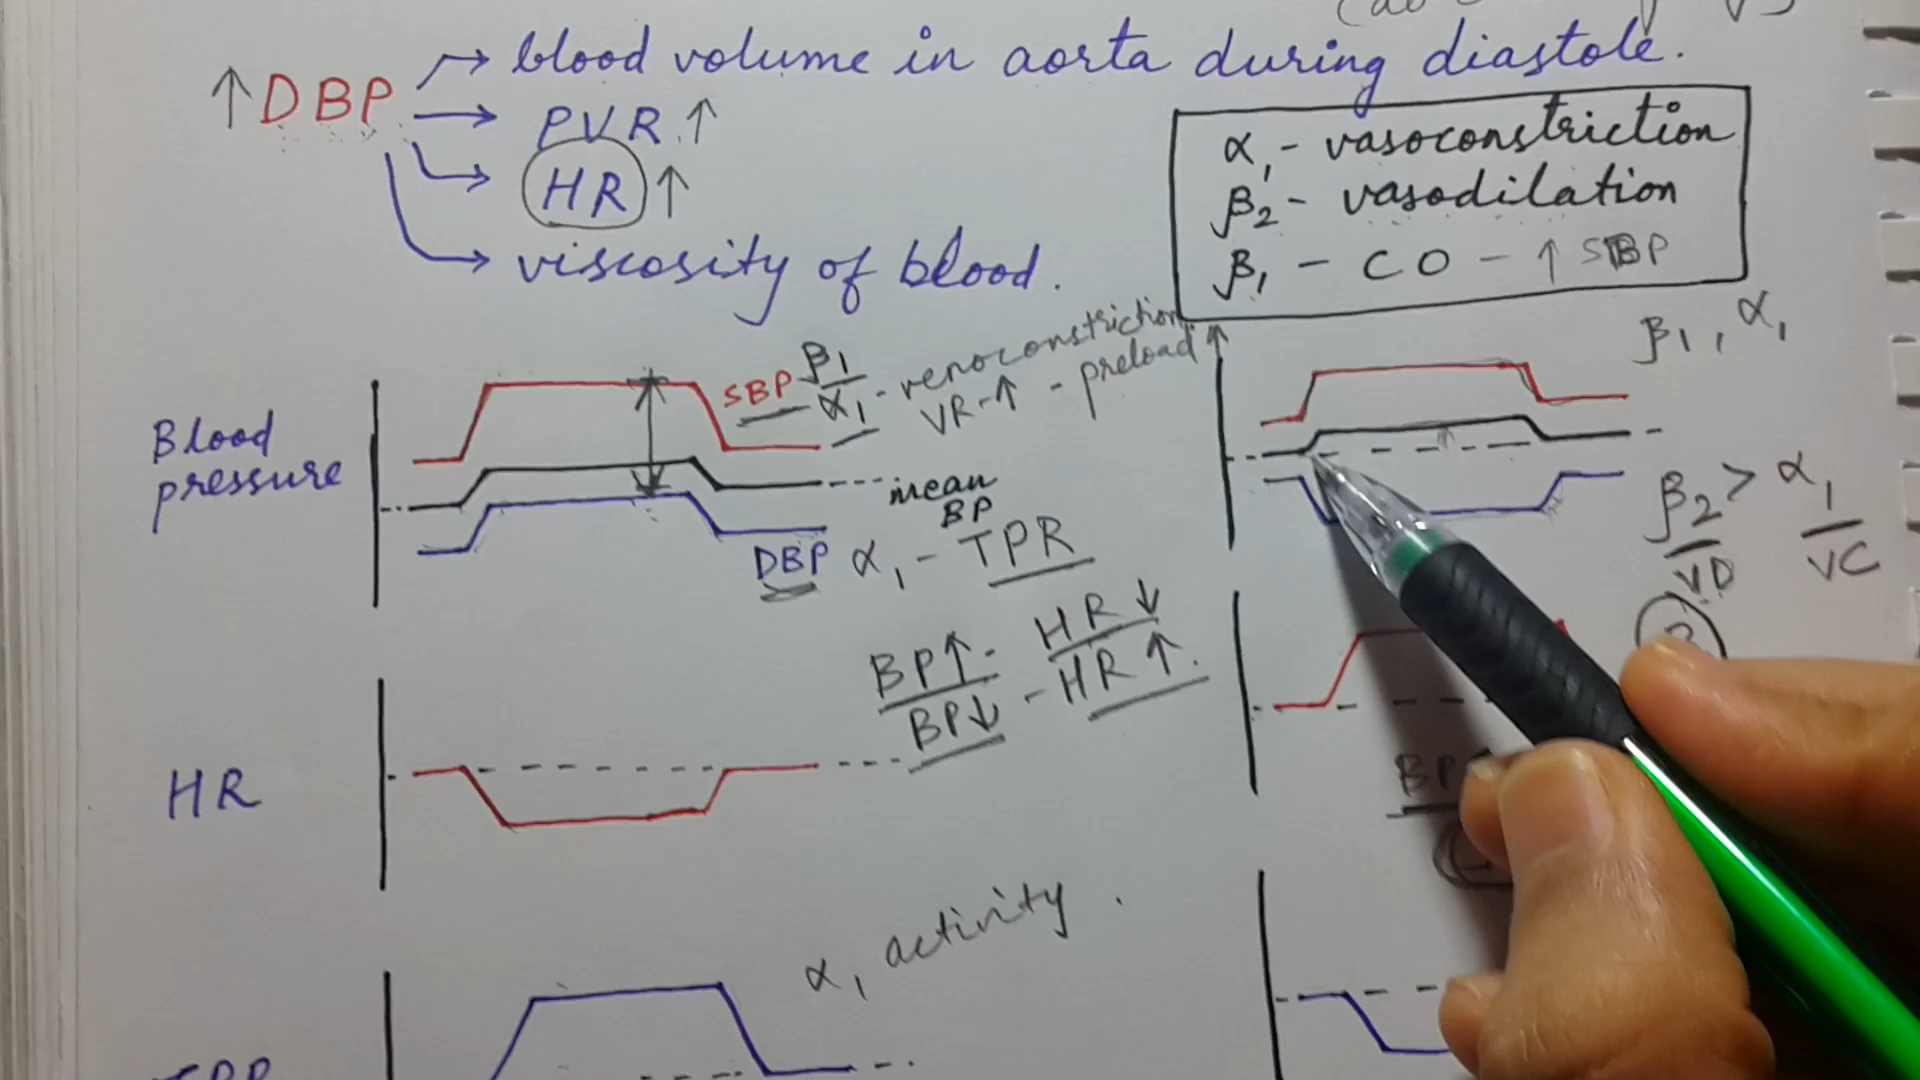 ↑DBP → blood volume in aorta during diastole.
→ PVR ↑
→ HR ↑
→ viscosity of blood.
α1 - vasoconstriction
β2 - vasodilation
β1 - CO - ↑ SBP
Blood pressure
SBP β1
α1 - venoconstriction
VR-↑ - preload
mean BP
DBP α1 - TPR
β1, α1
β2 > α1
VD VC
BP↑ - HR↓
BP↓ - HR↑.
HR
BP
α1 activity.